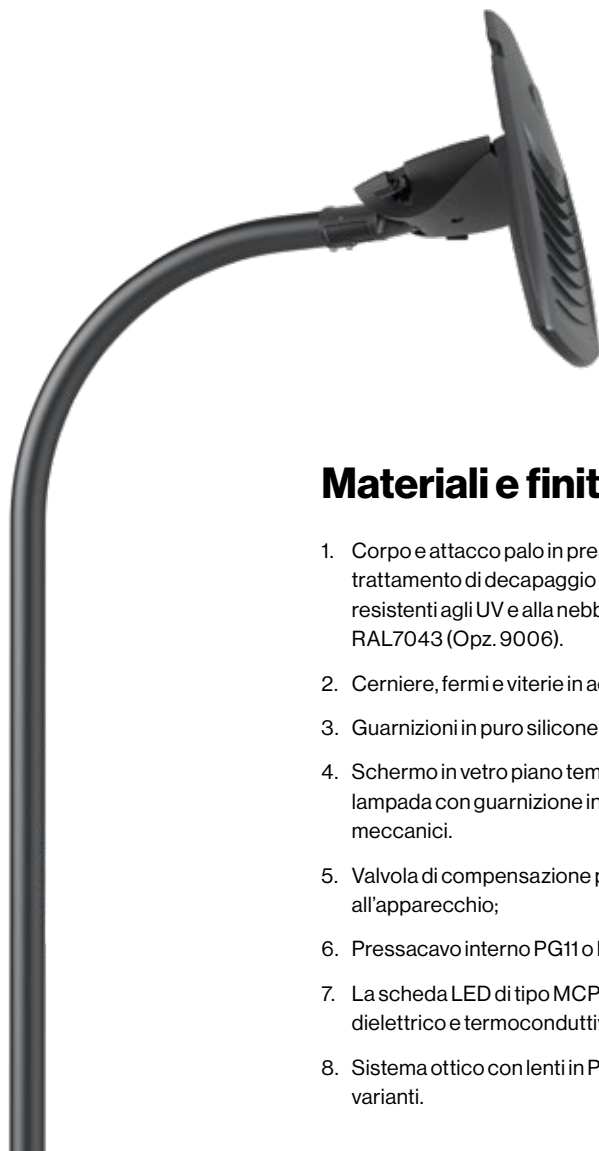 Materiali e finit
1. Corpo e attacco palo in pres
trattamento di decapaggio
resistenti agli UV e alla nebb
RAL7043 (Opz. 9006).
2. Cerniere, fermi e viterie in a
3. Guarnizioni in puro silicone
4. Schermo in vetro piano tem
lampada con guarnizione in
meccanici.
5. Valvola di compensazione p
all'apparecchio;
6. Pressacavo interno PG11 o
7. La scheda LED di tipo MCP
dielettrico e termoconduttiv
8. Sistema ottico con lenti in P
varianti.